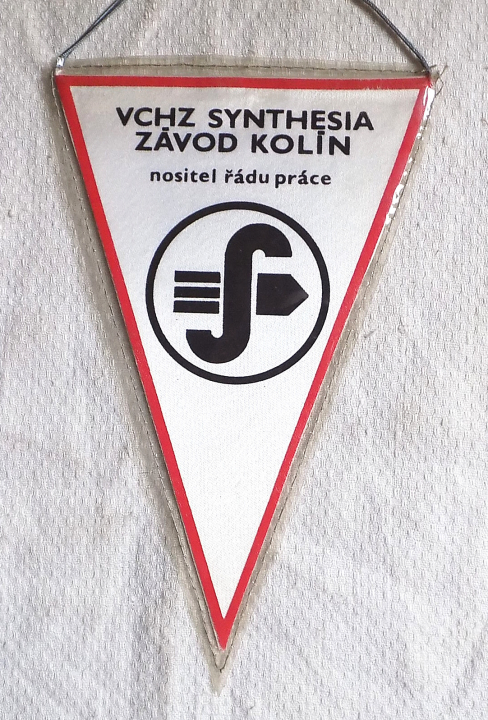 VCHZ SYNTHESIA
ZÁVOD KOLÍN
nositel řádu práce